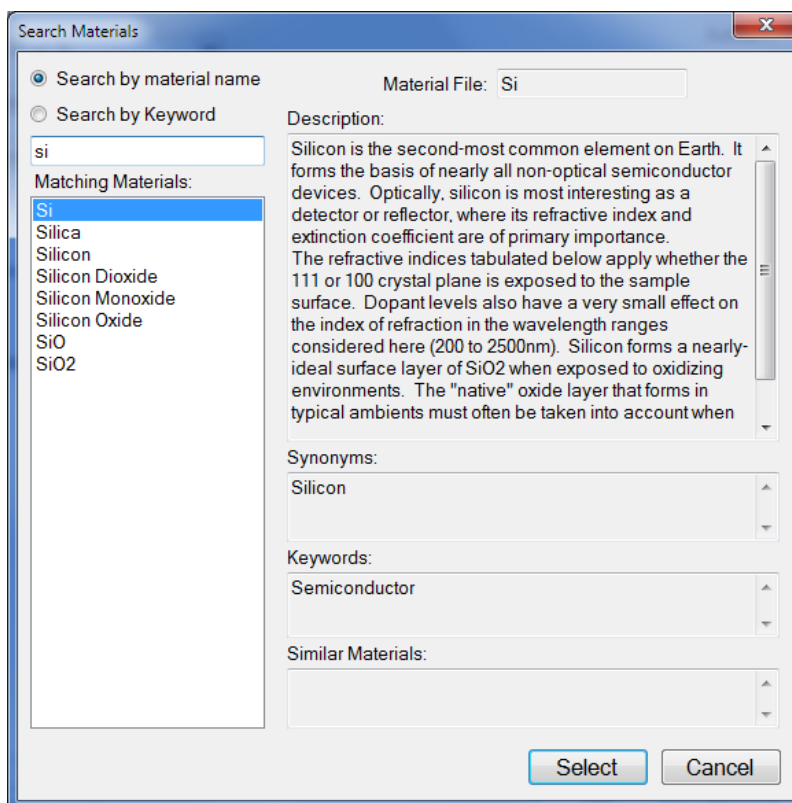 Search Materials
Search by material name
Search by Keyword
si
Matching Materials:
Si
Silica
Silicon
Silicon Dioxide
Silicon Monoxide
Silicon Oxide
SiO
SiO2
Material File: Si
Description:
Silicon is the second-most common element on Earth.  It
forms the basis of nearly all non-optical semiconductor
devices.  Optically, silicon is most interesting as a
detector or reflector, where its refractive index and
extinction coefficient are of primary importance.
The refractive indices tabulated below apply whether the
111 or 100 crystal plane is exposed to the sample
surface.  Dopant levels also have a very small effect on
the index of refraction in the wavelength ranges
considered here (200 to 2500nm).  Silicon forms a nearly-
ideal surface layer of SiO2 when exposed to oxidizing
environments.  The "native" oxide layer that forms in
typical ambients must often be taken into account when
Synonyms:
Silicon
Keywords:
Semiconductor
Similar Materials:
Select
Cancel